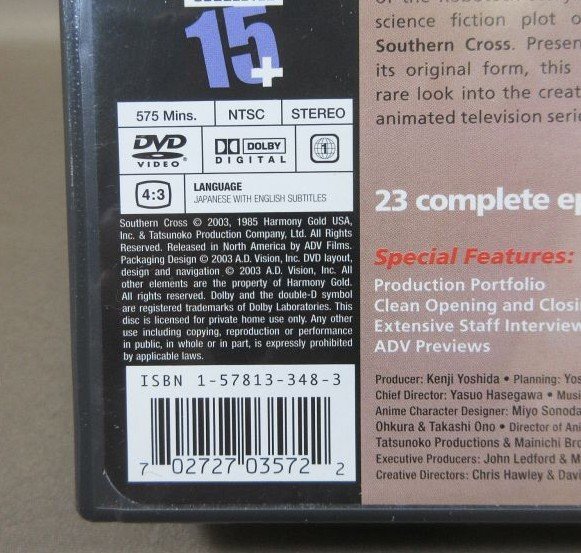 15+
575 Mins.
NTSC
STEREO
DVD
VIDEO
DOLBY
DIGITAL
1
4:3
LANGUAGE
JAPANESE WITH ENGLISH SUBTITLES
Southern Cross © 2003, 1985 Harmony Gold USA,
Inc. & Tatsunoko Production Company, Ltd. All Rights
Reserved. Released in North America by ADV Films.
Packaging Design © 2003 A.D. Vision, Inc. DVD layout,
design and navigation © 2003 A.D. Vision, Inc. All
other elements are the property of Harmony Gold.
All rights reserved. Dolby and the double-D symbol
are registered trademarks of Dolby Laboratories. This
disc is licensed for private home use only. Any other
use including copying, reproduction or performance
in public, in whole or in part, is expressly prohibited
by applicable laws.
ISBN 1-57813-348-3
7 02727 03572 2
science fiction plot
Southern Cross. Presen
its original form, this
rare look into the creat
animated television seri
23 complete ep
Special Features:
Production Portfolio
Clean Opening and Closi
Extensive Staff Interview
ADV Previews
Producer: Kenji Yoshida • Planning: Yos
Chief Director: Yasuo Hasegawa • Musi
Anime Character Designer: Miyo Sonoda
Ohkura & Takashi Ono • Director of Ani
Tatsunoko Productions & Mainichi Bro
Executive Producers: John Ledford & M
Creative Directors: Chris Hawley & Davi